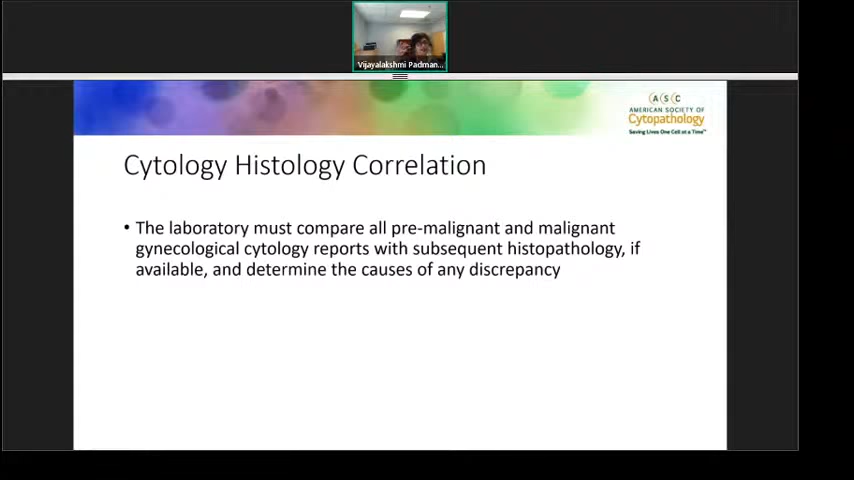 Vijayalakshmi Padman...
A S C
AMERICAN SOCIETY OF
Cytopathology
Saving Lives One Cell at a Time™
Cytology Histology Correlation
• The laboratory must compare all pre-malignant and malignant
gynecological cytology reports with subsequent histopathology, if
available, and determine the causes of any discrepancy